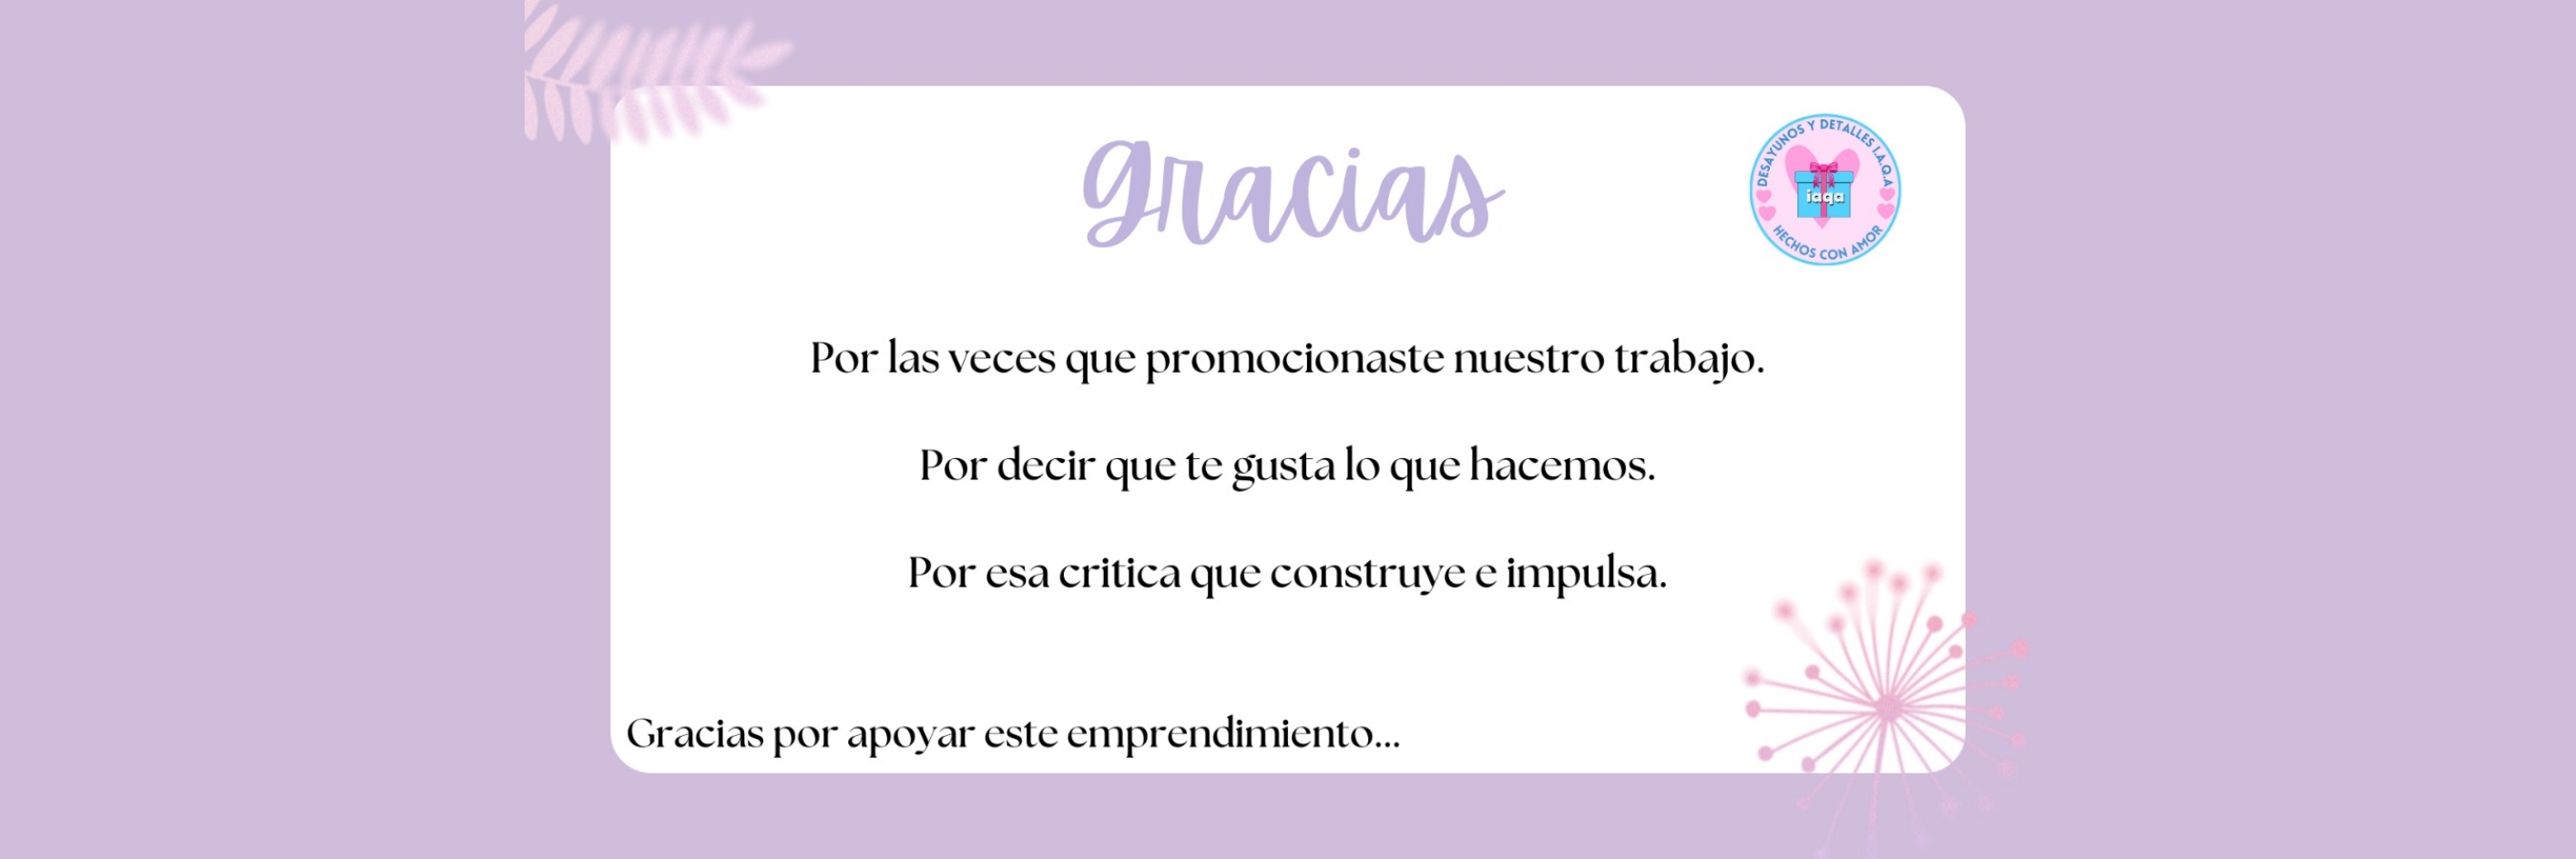 gracias
DESAYUNOS Y DETALLES I.A.Q.A
iaqa
HECHOS CON AMOR
Por las veces que promocionaste nuestro trabajo.
Por decir que te gusta lo que hacemos.
Por esa critica que construye e impulsa.
Gracias por apoyar este emprendimiento...